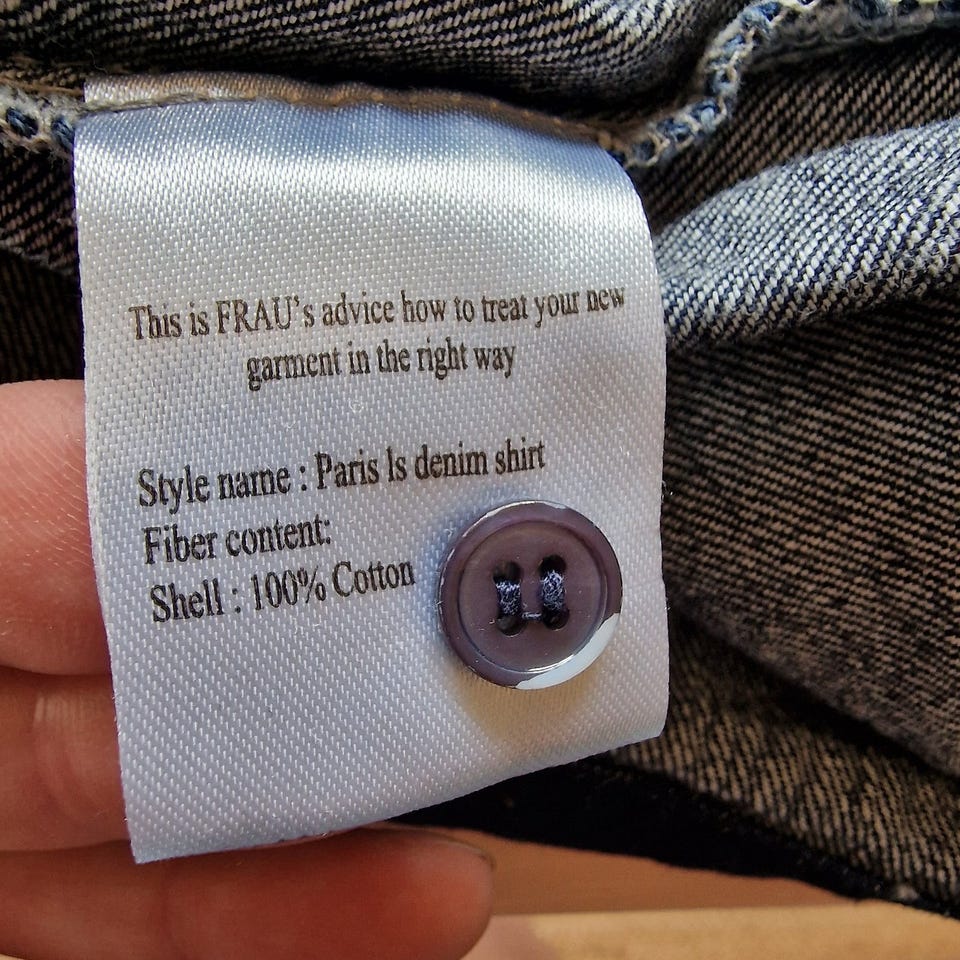 This is FRAU's advice how to treat your new
garment in the right way
Style name : Paris ls denim shirt
Fiber content:
Shell : 100% Cotton